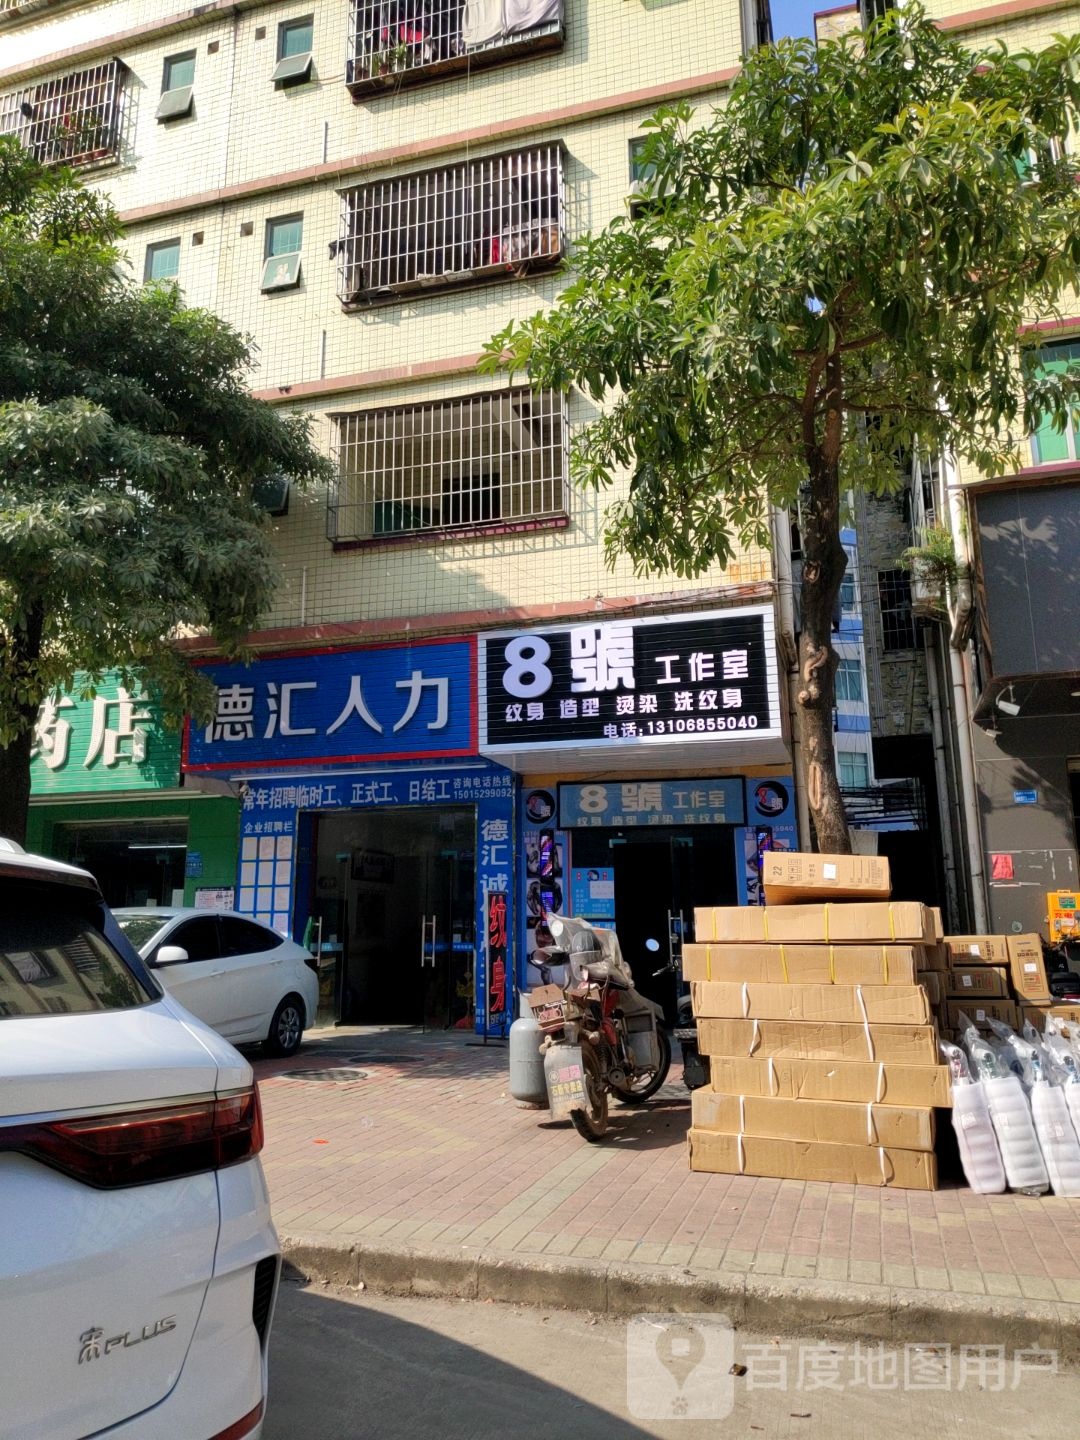 药店
德汇人力
8號 工作室
纹身 造型 烫染 洗纹身
电话:13106855040
常年招聘临时工、正式工、日结工
咨询电话热线
15015299092
企业招聘栏
德汇诚
8號 工作室
纹身 造型 烫染 洗纹身
號
纹身
22
宋PLUS
百度地图用户